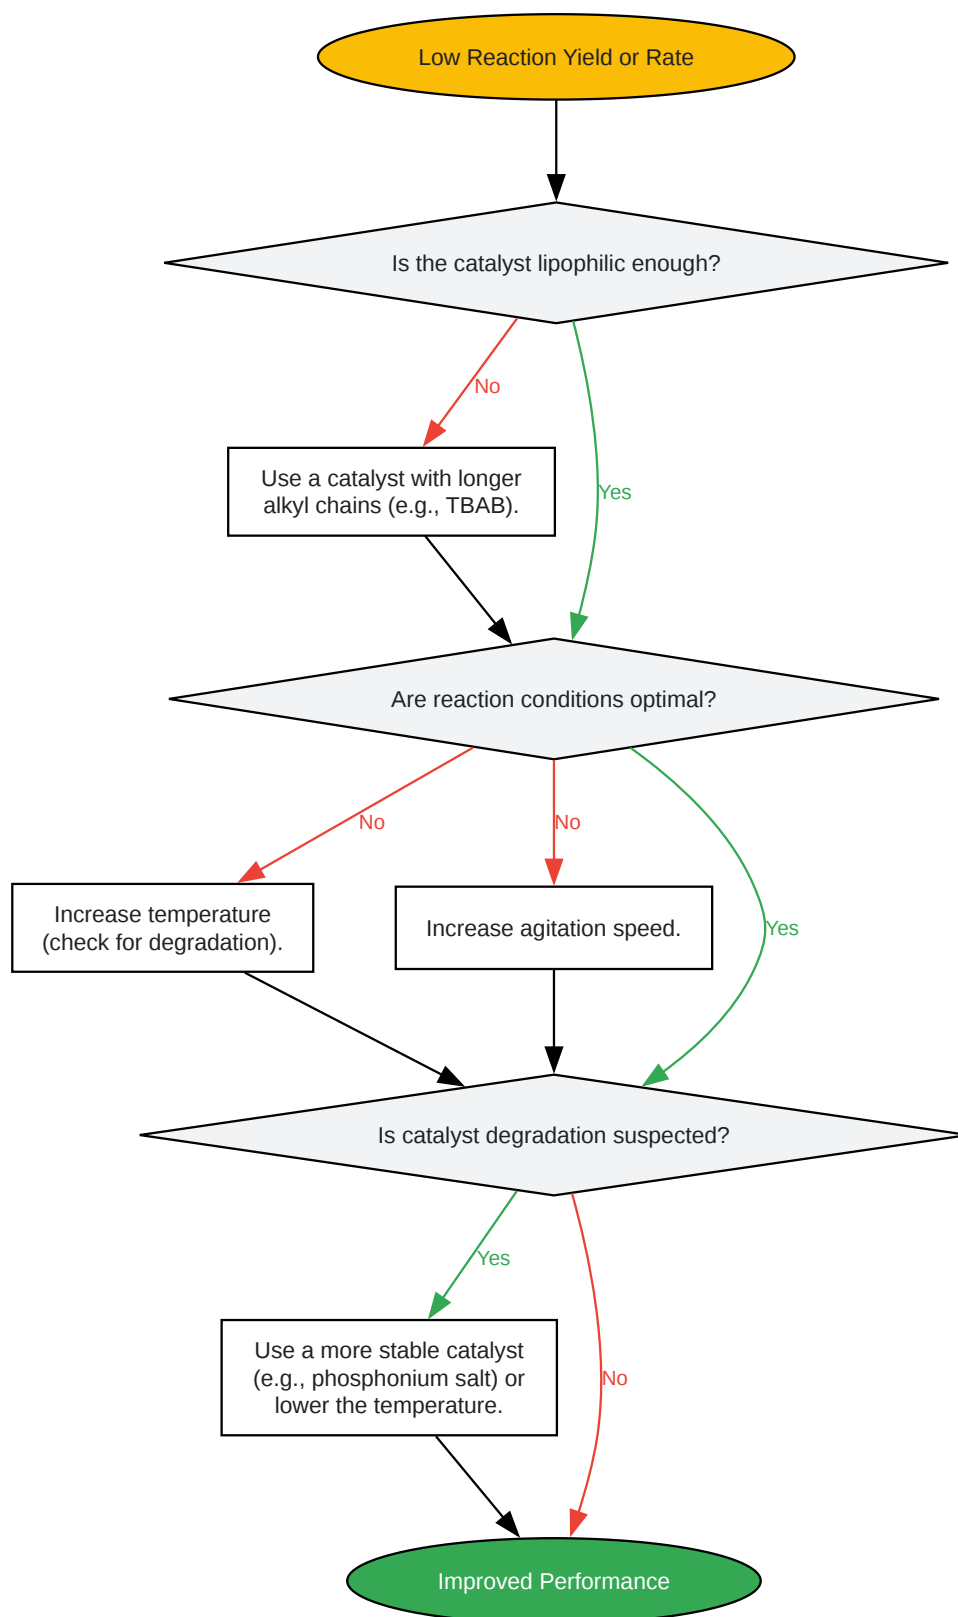 Low Reaction Yield or Rate
Is the catalyst lipophilic enough?
No
Use a catalyst with longer
alkyl chains (e.g., TBAB).
Yes
Are reaction conditions optimal?
No
No
Increase temperature
(check for degradation).
Increase agitation speed.
Yes
Is catalyst degradation suspected?
Yes
Use a more stable catalyst
(e.g., phosphonium salt) or
lower the temperature.
No
Improved Performance